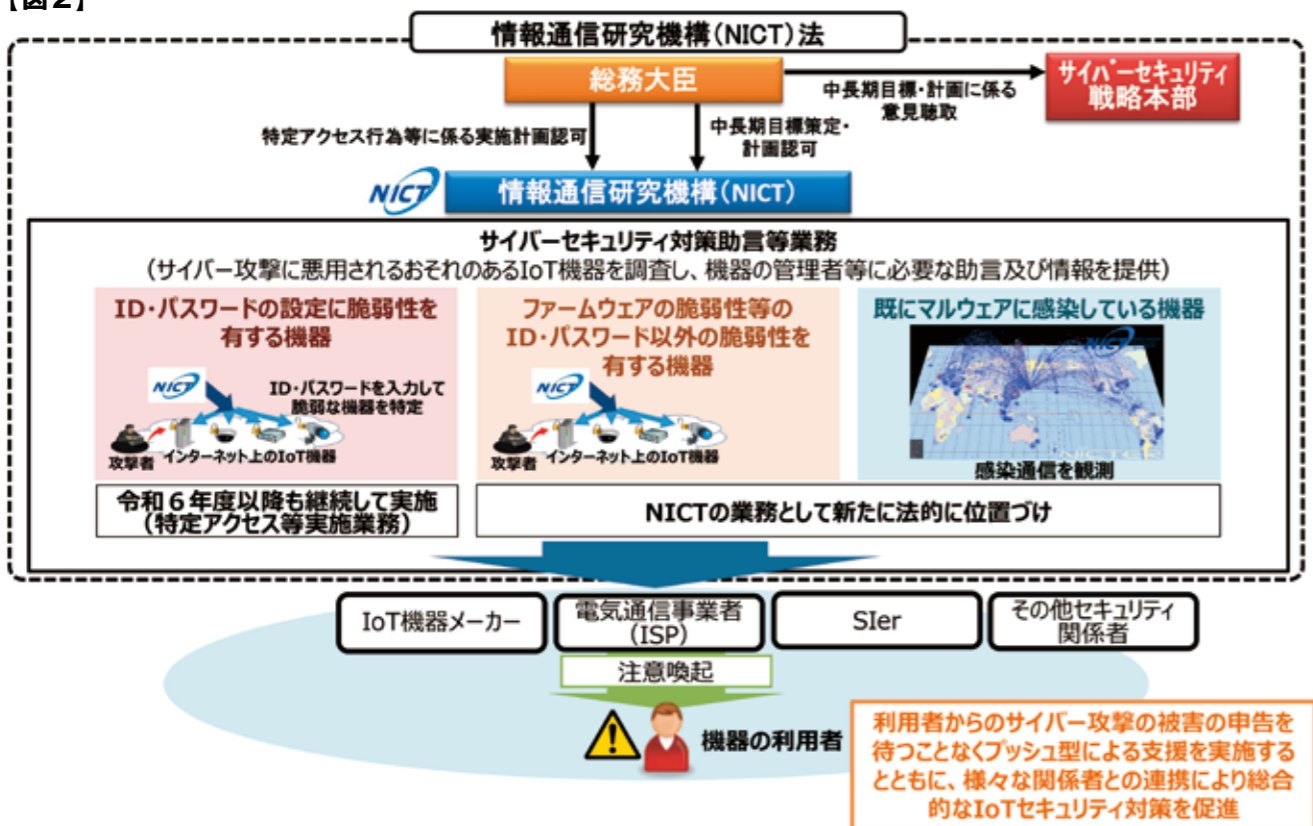 【図2】
情報通信研究機構(NICT)法
総務大臣
サイバーセキュリティ
戦略本部
中長期目標・計画に係る
意見聴取
特定アクセス行為等に係る実施計画認可
中長期目標策定・
計画認可
NICT
情報通信研究機構(NICT)
サイバーセキュリティ対策助言等業務
（サイバー攻撃に悪用されるおそれのあるIoT機器を調査し、機器の管理者等に必要な助言及び情報を提供）
ID・パスワードの設定に脆弱性を
有する機器
NICT
ID・パスワードを入力して
脆弱な機器を特定
攻撃者
インターネット上のIoT機器
令和６年度以降も継続して実施
（特定アクセス等実施業務）
ファームウェアの脆弱性等の
ID・パスワード以外の脆弱性を
有する機器
NICT
攻撃者
インターネット上のIoT機器
既にマルウェアに感染している機器
NICT
感染通信を観測
NICTの業務として新たに法的に位置づけ
IoT機器メーカー
電気通信事業者
(ISP)
SIer
その他セキュリティ
関係者
注意喚起
機器の利用者
利用者からのサイバー攻撃の被害の申告を
待つことなくプッシュ型による支援を実施する
とともに、様々な関係者との連携により総合
的なIoTセキュリティ対策を促進